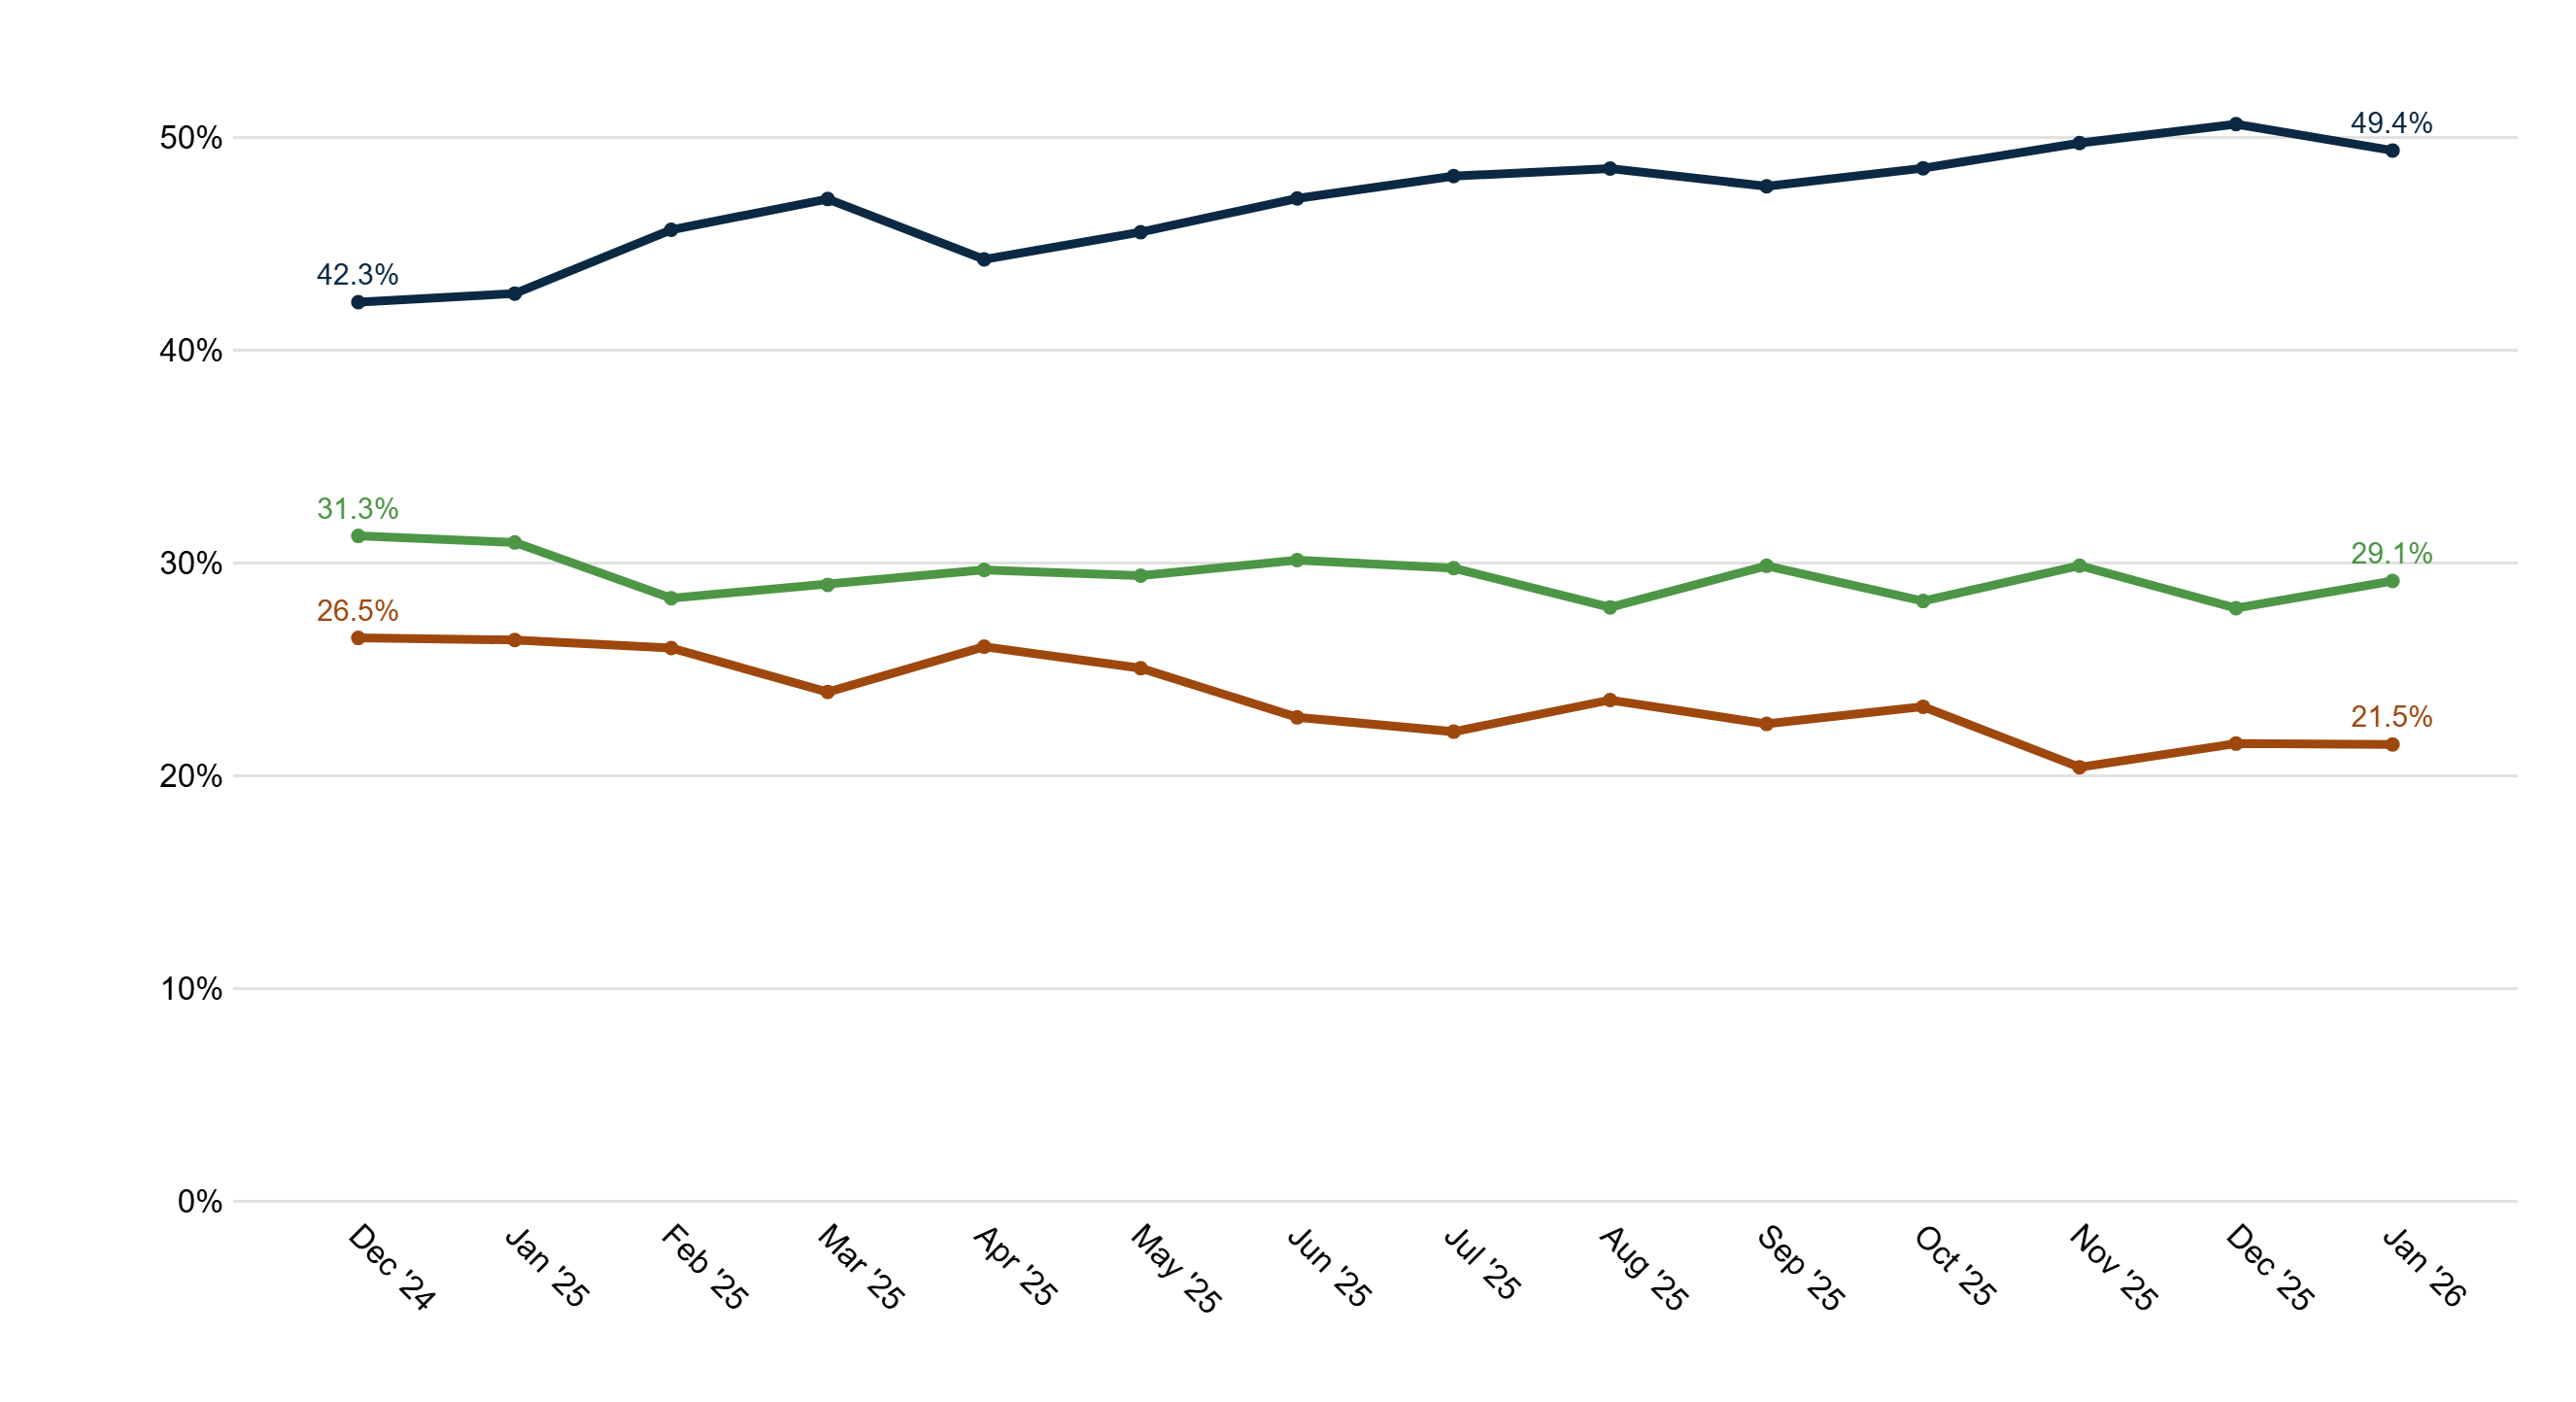 50%
49.4%
42.3%
40%
31.3%
30%
29.1%
26.5%
21.5%
20%
10%
0%
Dec '24
Jan '25
Feb '25
Mar '25
Apr '25
May '25
Jun '25
Jul '25
Aug '25
Sep '25
Oct '25
Nov '25
Dec '25
Jan '26